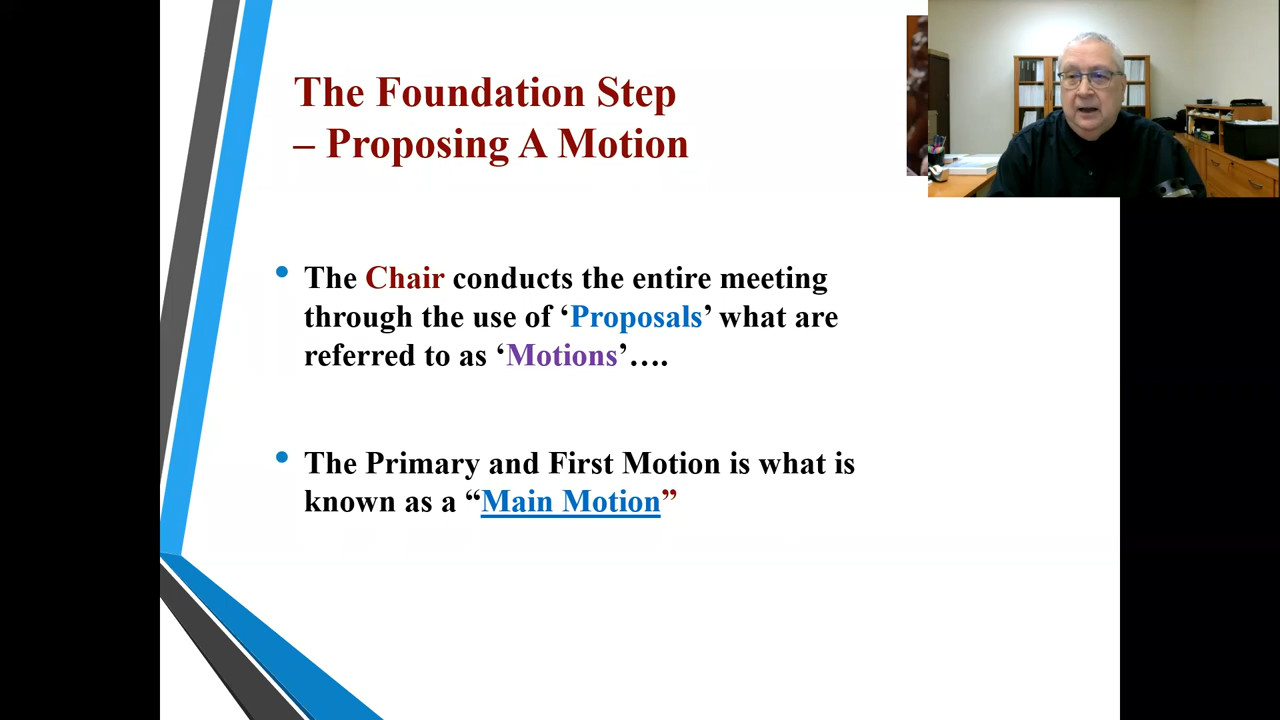 The Foundation Step
– Proposing A Motion
• The Chair conducts the entire meeting
through the use of ‘Proposals’ what are
referred to as ‘Motions’….
• The Primary and First Motion is what is
known as a “Main Motion”